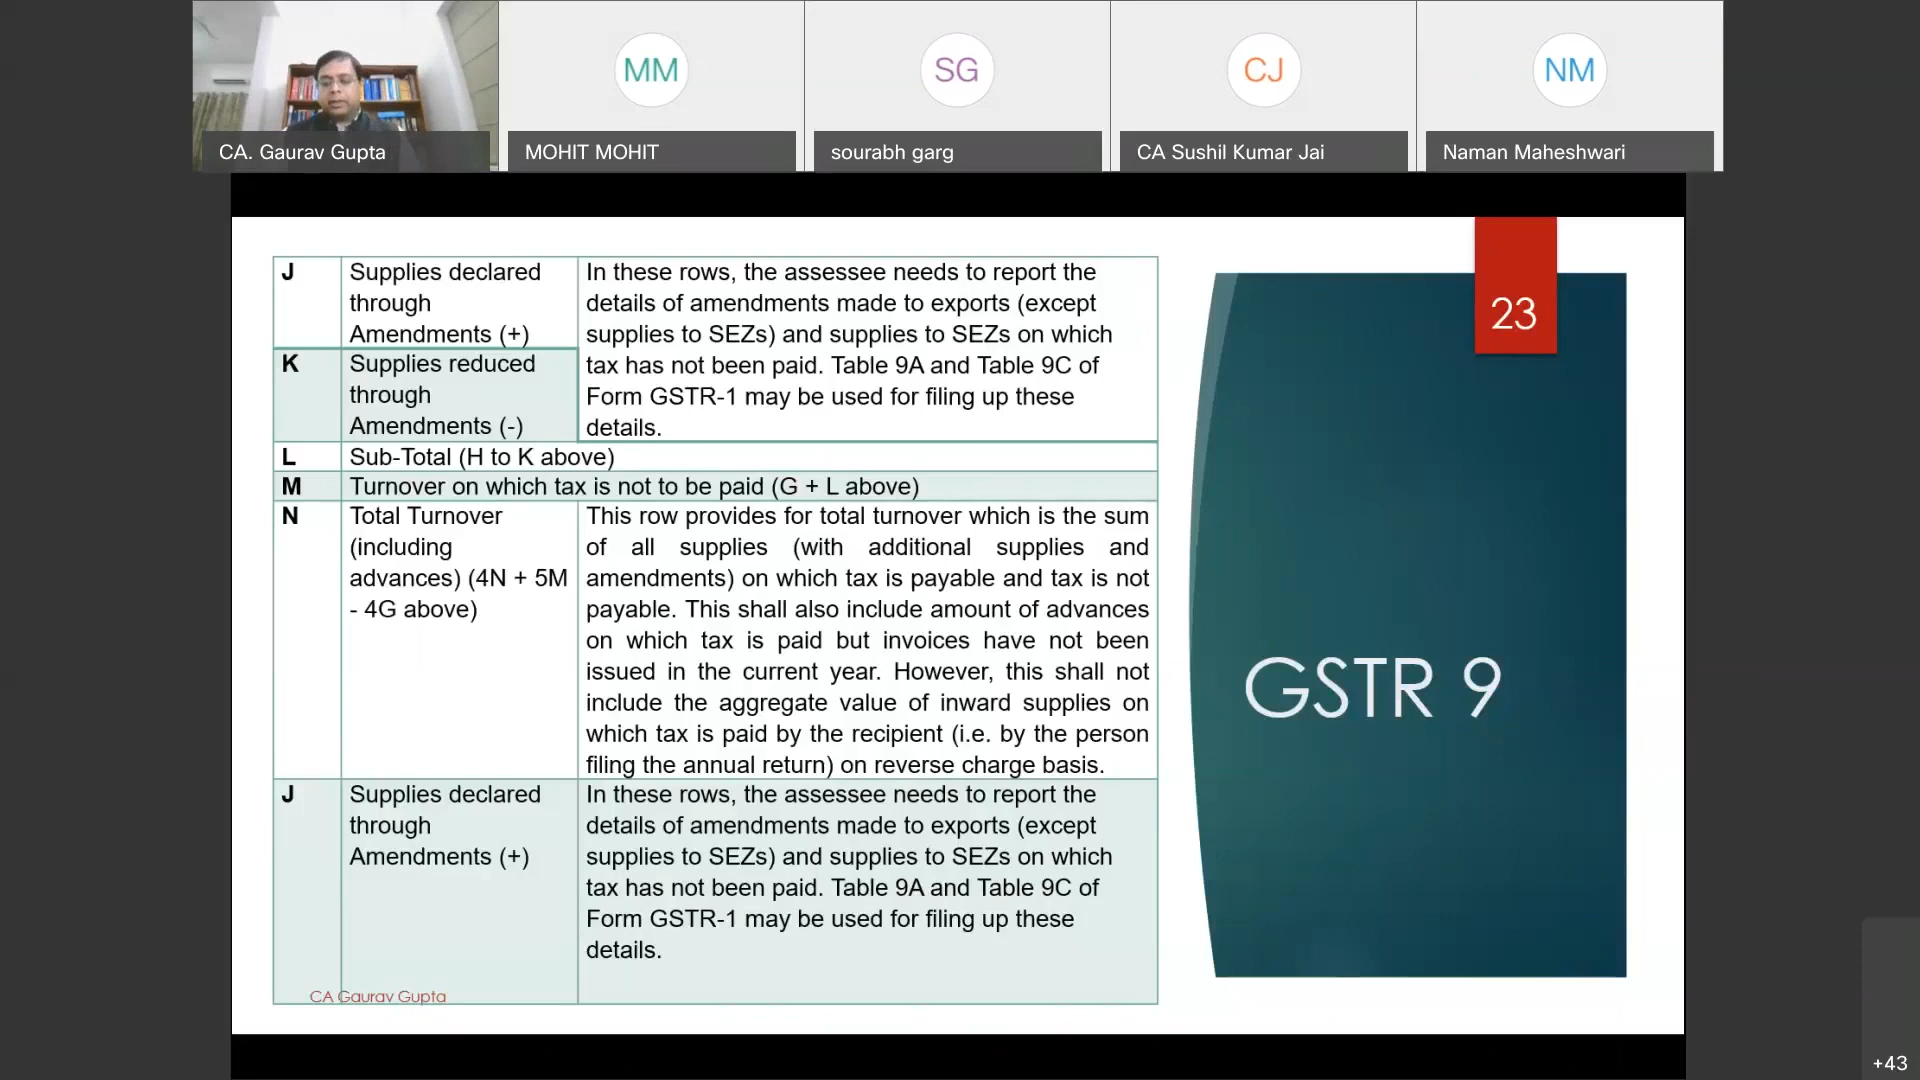 MM
SG
CJ
NM
CA. Gaurav Gupta
MOHIT MOHIT
sourabh garg
CA Sushil Kumar Jai
Naman Maheshwari
J
Supplies declared
through
Amendments (+)
In these rows, the assessee needs to report the
details of amendments made to exports (except
supplies to SEZs) and supplies to SEZs on which
tax has not been paid. Table 9A and Table 9C of
Form GSTR-1 may be used for filing up these
details.
K
Supplies reduced
through
Amendments (-)
L
Sub-Total (H to K above)
M
Turnover on which tax is not to be paid (G + L above)
N
Total Turnover
(including
advances) (4N + 5M
- 4G above)
This row provides for total turnover which is the sum
of all supplies (with additional supplies and
amendments) on which tax is payable and tax is not
payable. This shall also include amount of advances
on which tax is paid but invoices have not been
issued in the current year. However, this shall not
include the aggregate value of inward supplies on
which tax is paid by the recipient (i.e. by the person
filing the annual return) on reverse charge basis.
J
Supplies declared
through
Amendments (+)
In these rows, the assessee needs to report the
details of amendments made to exports (except
supplies to SEZs) and supplies to SEZs on which
tax has not been paid. Table 9A and Table 9C of
Form GSTR-1 may be used for filing up these
details.
CA Gaurav Gupta
23
GSTR 9
+43